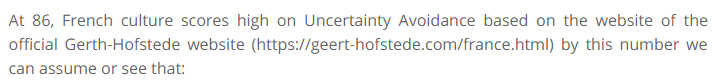 At 86, French culture scores high on Uncertainty Avoidance based on the website of the
official Gerth-Hofstede website (https://geert-hofstede.com/france.html) by this number we
can assume or see that: